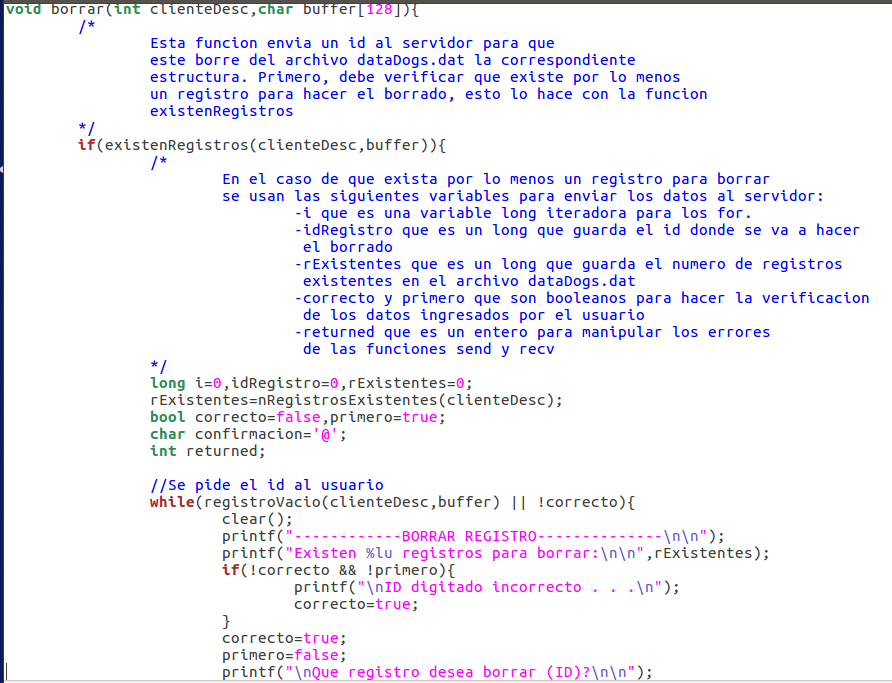 void borrar(int clienteDesc,char buffer[128]){
/*
Esta funcion envia un id al servidor para que
este borre del archivo dataDogs.dat la correspondiente
estructura. Primero, debe verificar que existe por lo menos
un registro para hacer el borrado, esto lo hace con la funcion
existenRegistros
*/
if(existenRegistros(clienteDesc,buffer)){
/*
En el caso de que exista por lo menos un registro para borrar
se usan las siguientes variables para enviar los datos al servidor:
-i que es una variable long iteradora para los for.
-idRegistro que es un long que guarda el id donde se va a hacer
el borrado
-rExistentes que es un long que guarda el numero de registros
existentes en el archivo dataDogs.dat
-correcto y primero que son booleanos para hacer la verificacion
de los datos ingresados por el usuario
-returned que es un entero para manipular los errores
de las funciones send y recv
*/
long i=0,idRegistro=0,rExistentes=0;
rExistentes=nRegistrosExistentes(clienteDesc);
bool correcto=false,primero=true;
char confirmacion='@';
int returned;
//Se pide el id al usuario
while(registroVacio(clienteDesc,buffer) || !correcto){
clear();
printf("------------BORRAR REGISTRO--------------\n\n");
printf("Existen %lu registros para borrar:\n\n",rExistentes);
if(!correcto && !primero){
printf("\nID digitado incorrecto . . .\n");
correcto=true;
}
correcto=true;
primero=false;
printf("\nQue registro desea borrar (ID)?\n\n");